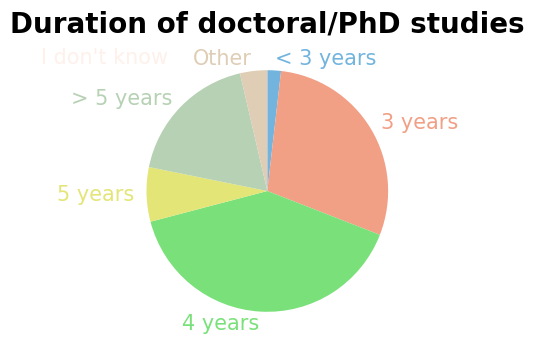 Duration of doctoral/PhD studies
I don't know
Other
< 3 years
> 5 years
3 years
5 years
4 years